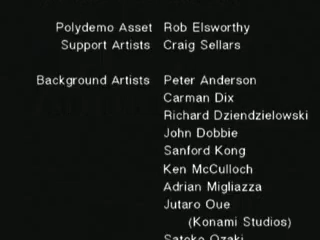 Polydemo Asset Rob Elsworthy
Support Artists Craig Sellars
Background Artists Peter Anderson
Carman Dix
Richard Dziendzielowski
John Dobbie
Sanford Kong
Ken McCulloch
Adrian Migliazza
Jutaro Oue
(Konami Studios)
Satoko Ozaki